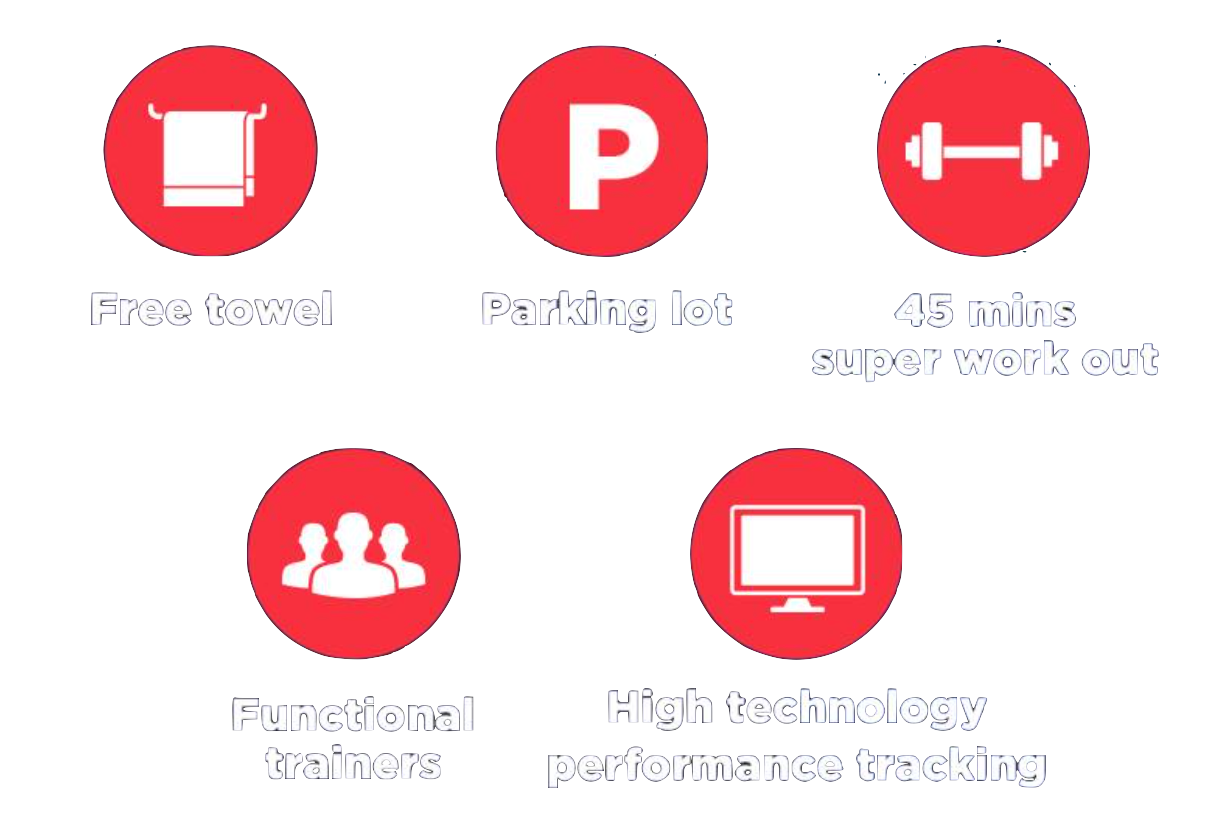 P
Free towel
Parking lot
45 mins
super work out
Functional
trainers
High technology
performance tracking